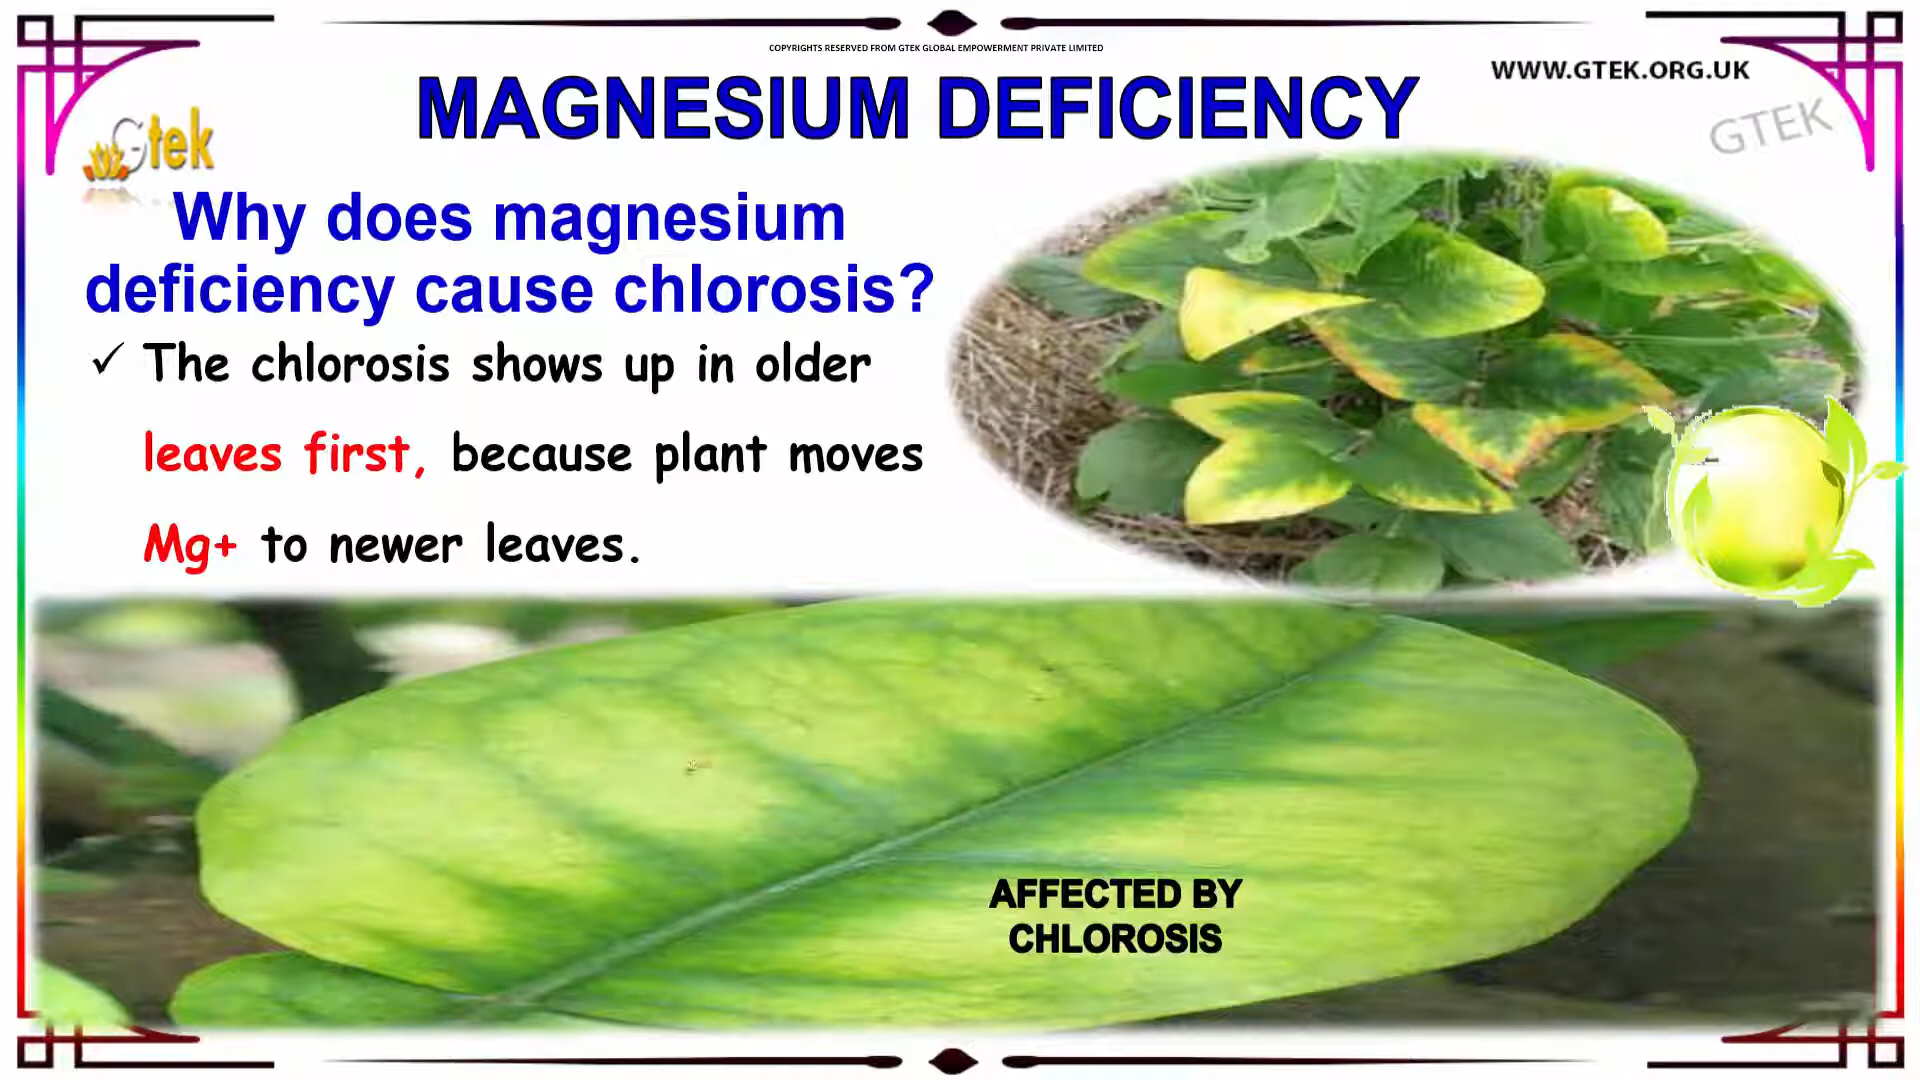 COPYRIGHTS RESERVED FROM GTEK GLOBAL EMPOWERMENT PRIVATE LIMITED
WWW.GTEK.ORG.UK
MAGNESIUM DEFICIENCY
GTEK
Gtek
Why does magnesium
deficiency cause chlorosis?
✓ The chlorosis shows up in older
leaves first, because plant moves
Mg+ to newer leaves.
AFFECTED BY
CHLOROSIS